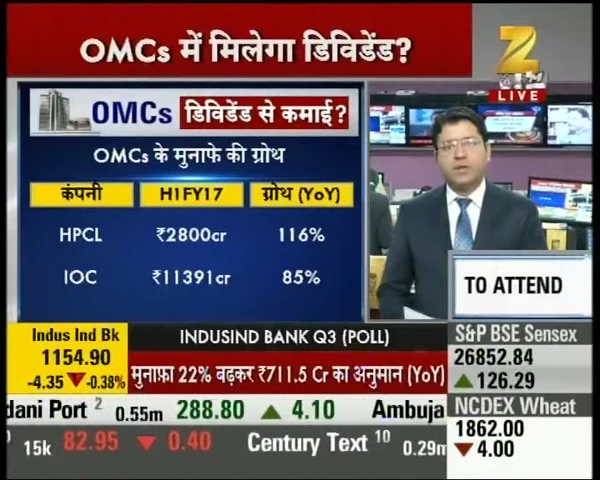 OMCs में मिलेगा डिविडेंड?
LIVE
OMCs डिविडेंड से कमाई?
OMCs के मुनाफे की ग्रोथ
कंपनी H1FY17 ग्रोथ (YoY)
HPCL ₹2800cr 116%
IOC ₹11391cr 85%
TO ATTEND
Indus Ind Bk
1154.90
-4.35 -0.38%
INDUSIND BANK Q3 (POLL)
मुनाफ़ा 22% बढ़कर ₹711.5 Cr का अनुमान (YoY)
S&P BSE Sensex
26852.84
126.29
dani Port 2 0.55m 288.80 4.10 Ambuja
NCDEX Wheat
1862.00
4.00
15k 82.95 0.40 Century Text 10 0.29m